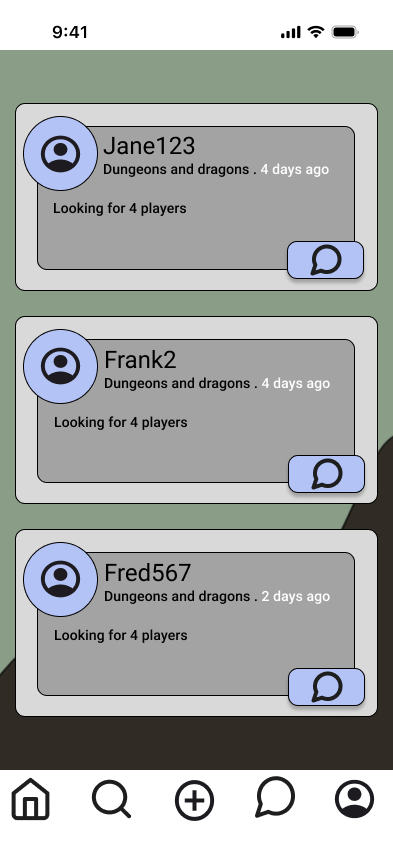 9:41
Jane123
Dungeons and dragons . 4 days ago
Looking for 4 players
Frank2
Dungeons and dragons . 4 days ago
Looking for 4 players
Fred567
Dungeons and dragons . 2 days ago
Looking for 4 players